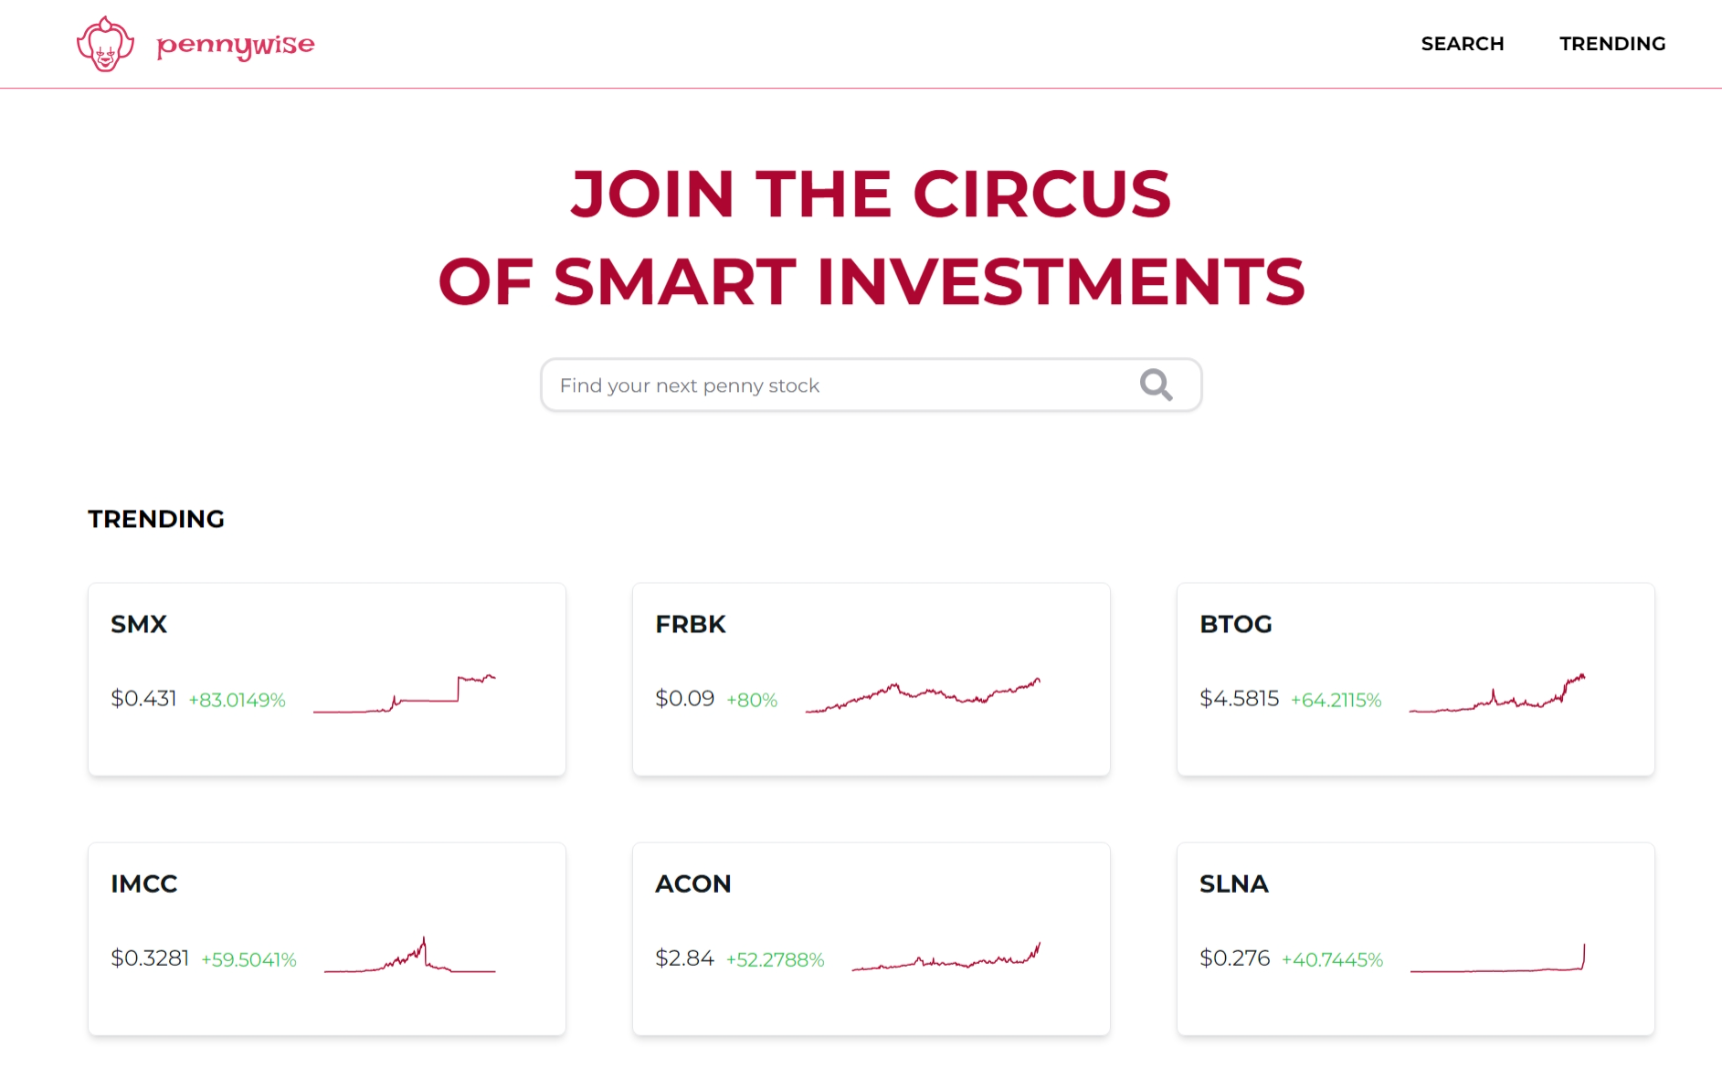 pennywise
SEARCH
TRENDING
JOIN THE CIRCUS
OF SMART INVESTMENTS
Find your next penny stock
TRENDING
SMX
$0.431 +83.0149%
FRBK
$0.09 +80%
BTOG
$4.5815 +64.2115%
IMCC
$0.3281 +59.5041%
ACON
$2.84 +52.2788%
SLNA
$0.276 +40.7445%